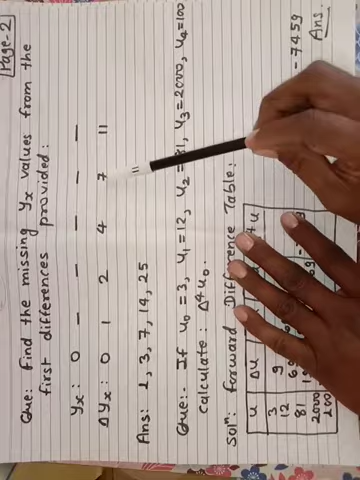 Page-2
Que: Find the missing Yx values from the
first differences provided:
Yx: 0 — — — — —
ΔYx: 0 1 2 4 7 11
Ans: 1, 3, 7, 14, 25
Que:- If u₀ = 3, u₁ = 12, u₂ = 81, u₃ = 2000, u₄ = 100
calculate: Δ⁴u₀.
Solⁿ: forward Difference Table:
u Δu
3 9
12
81
2000
-7459
Ans.